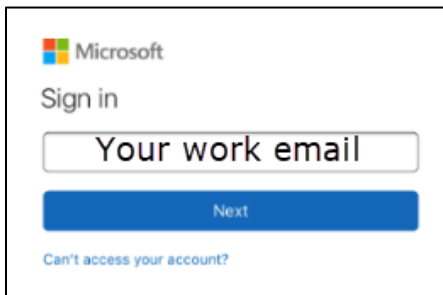 Microsoft
Sign in
Your work email
Next
Can't access your account?